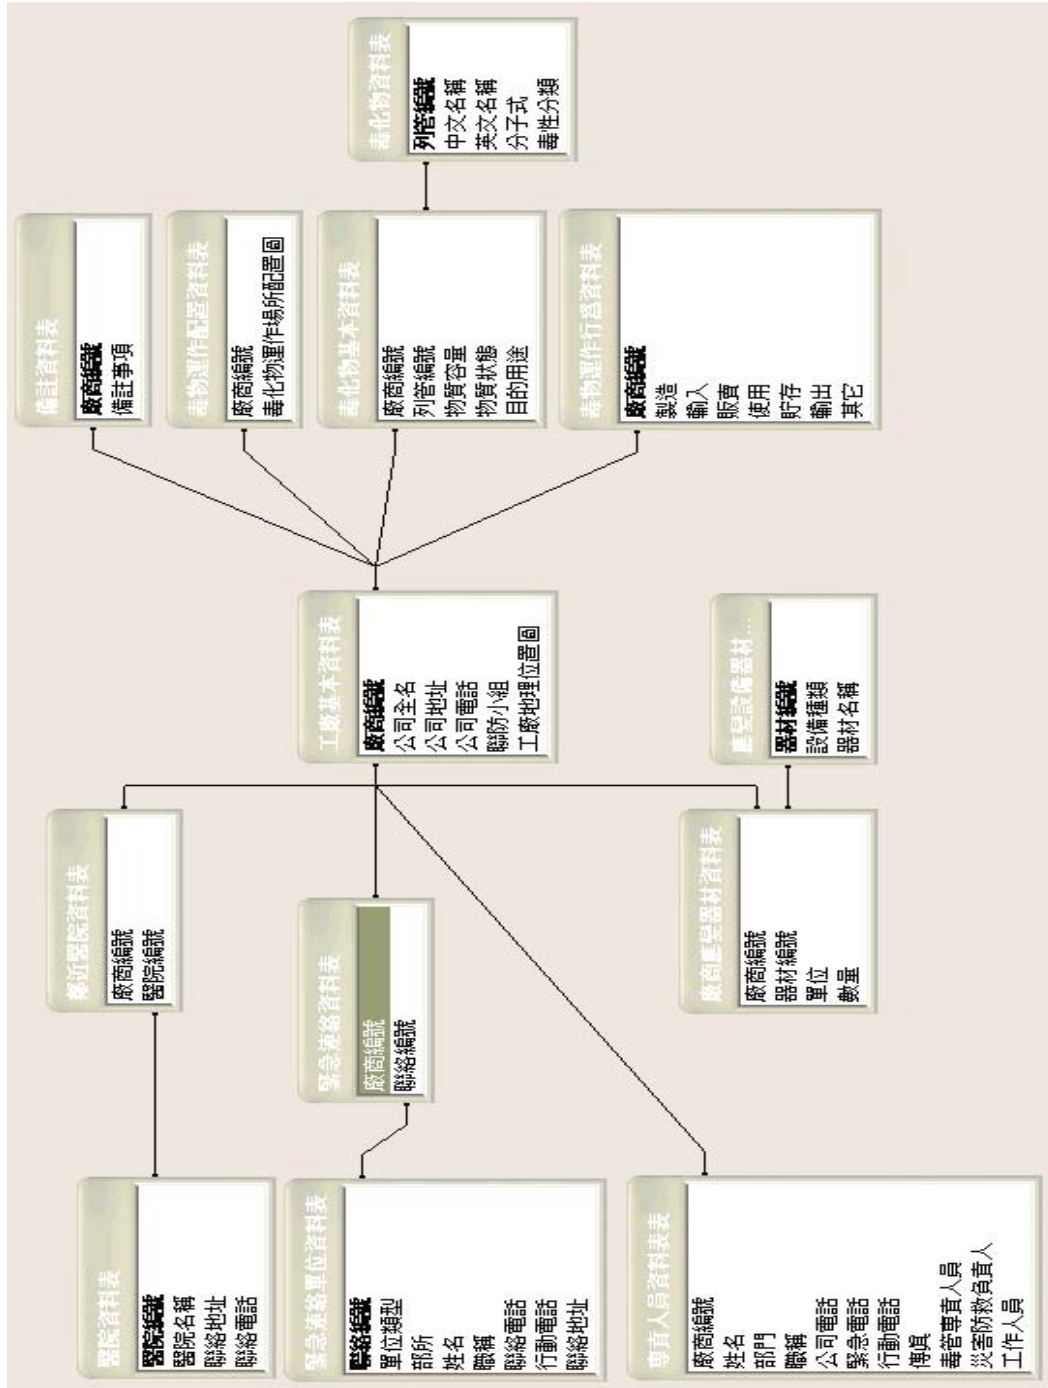 醫院資料表
醫院編號
醫院名稱
聯絡地址
聯絡電話
緊急連絡單位資料表
聯絡編號
單位類型
部所
姓名
職稱
聯絡電話
行動電話
聯絡地址
專責人員資料表表
廠商編號
姓名
部門
職稱
公司電話
緊急電話
行動電話
傳真
毒管專責人員
災害防救負責人
工作人員
鄰近醫院資料表
廠商編號
醫院編號
緊急連絡資料表
廠商編號
聯絡編號
廠商應變器材資料表
廠商編號
器材編號
單位
數量
工廠基本資料表
廠商編號
公司全名
公司地址
公司電話
聯防小組
工廠地理位置圖
應變設備器材...
器材編號
設備種類
器材名稱
備註資料表
廠商編號
備註事項
毒物運作配置資料表
廠商編號
毒化物運作場所配置圖
毒化物基本資料表
廠商編號
列管編號
物質容量
物質狀態
目的用途
毒物運作行為資料表
廠商編號
製造
輸入
販賣
使用
貯存
輸出
其它
毒化物資料表
列管編號
中文名稱
英文名稱
分子式
毒性分類